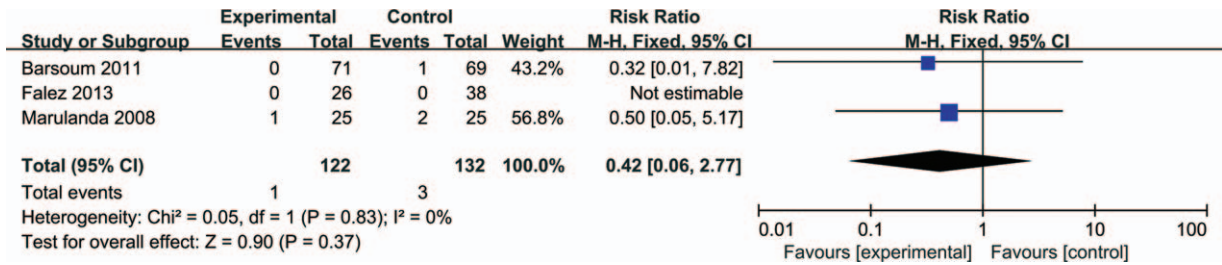 Experimental Control Risk Ratio Risk Ratio
Study or Subgroup Events Total Events Total Weight M-H, Fixed, 95% CI M-H, Fixed, 95% CI
Barsoum 2011 0 71 1 69 43.2% 0.32 [0.01, 7.82]
Falez 2013 0 26 0 38 Not estimable
Marulanda 2008 1 25 2 25 56.8% 0.50 [0.05, 5.17]
Total (95% CI) 122 132 100.0% 0.42 [0.06, 2.77]
Total events 1 3
Heterogeneity: Chi² = 0.05, df = 1 (P = 0.83); I² = 0%
Test for overall effect: Z = 0.90 (P = 0.37)
0.01 0.1 1 10 100
Favours [experimental] Favours [control]